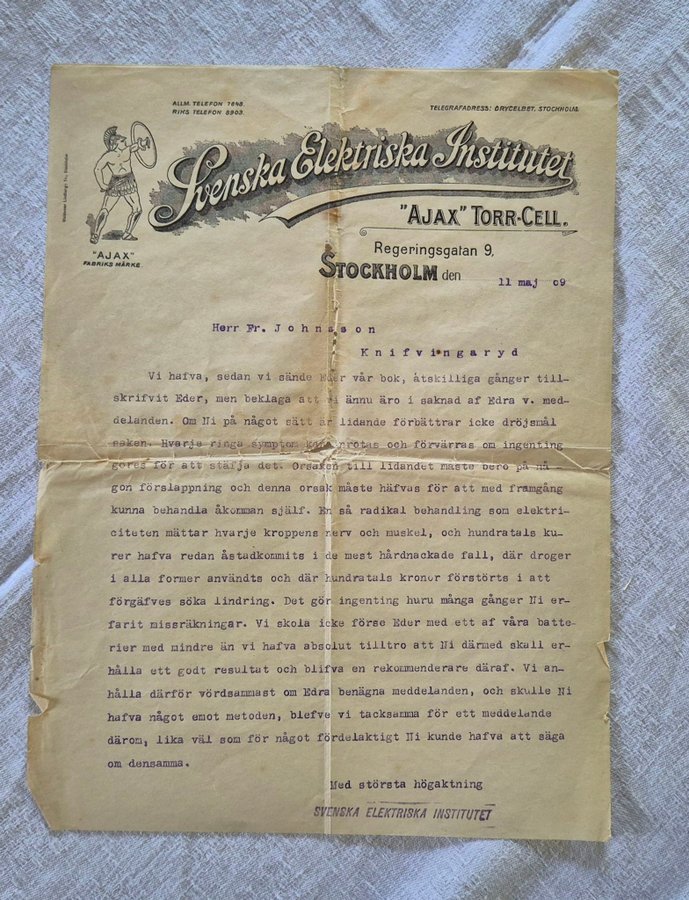 ALLM. TELEFON 7648.
RIKS TELEFON 8903.
TELEGRAFADRESS: ÖRYCELBET, STOCKHOLM.
Svenska Elektriska Institutet
"AJAX" TORR-CELL.
"AJAX"
FABRIKS MÄRKE.
Regeringsgatan 9,
STOCKHOLM den 11 maj 09
Herr Fr. Johnsson
Knifvingaryd
Vi hafva, sedan vi sände Eder vår bok, åtskilliga gånger till-
skrifvit Eder, men beklaga att vi ännu äro i saknad af Edra v. med-
delanden. Om Ni på något sätt är lidande förbättrar icke dröjsmål
saken. Hvarje ringa symptom kan rotas och förvärras om ingenting
göres för att stäfja det. Orsaken till lidandet måste bero på nå
gon förslappning och denna orsak måste häfvas för att med framgång
kunna behandla åkomman själf. En så radikal behandling som elektri-
citeten mättar hvarje kroppens nerv och muskel, och hundratals ku-
rer hafva redan åstadkommits i de mest hårdnackade fall, där droger
i alla former användts och där hundratals kronor förstörts i att
förgäfves söka lindring. Det gör ingenting huru många gånger Ni er-
farit missräkningar. Vi skola icke förse Eder med ett af våra batte-
rier med mindre än vi hafva absolut tilltro att Ni därmed skall er-
hålla ett godt resultat och blifva en rekommenderare däraf. Vi an-
hålla därför vördsammast om Edra benägna meddelanden, och skulle Ni
hafva något emot metoden, blefve vi tacksamma för ett meddelande
därom, lika väl som för något fördelaktigt Ni kunde hafva att säga
om densamma.
Med största högaktning
SVENSKA ELEKTRISKA INSTITUTET